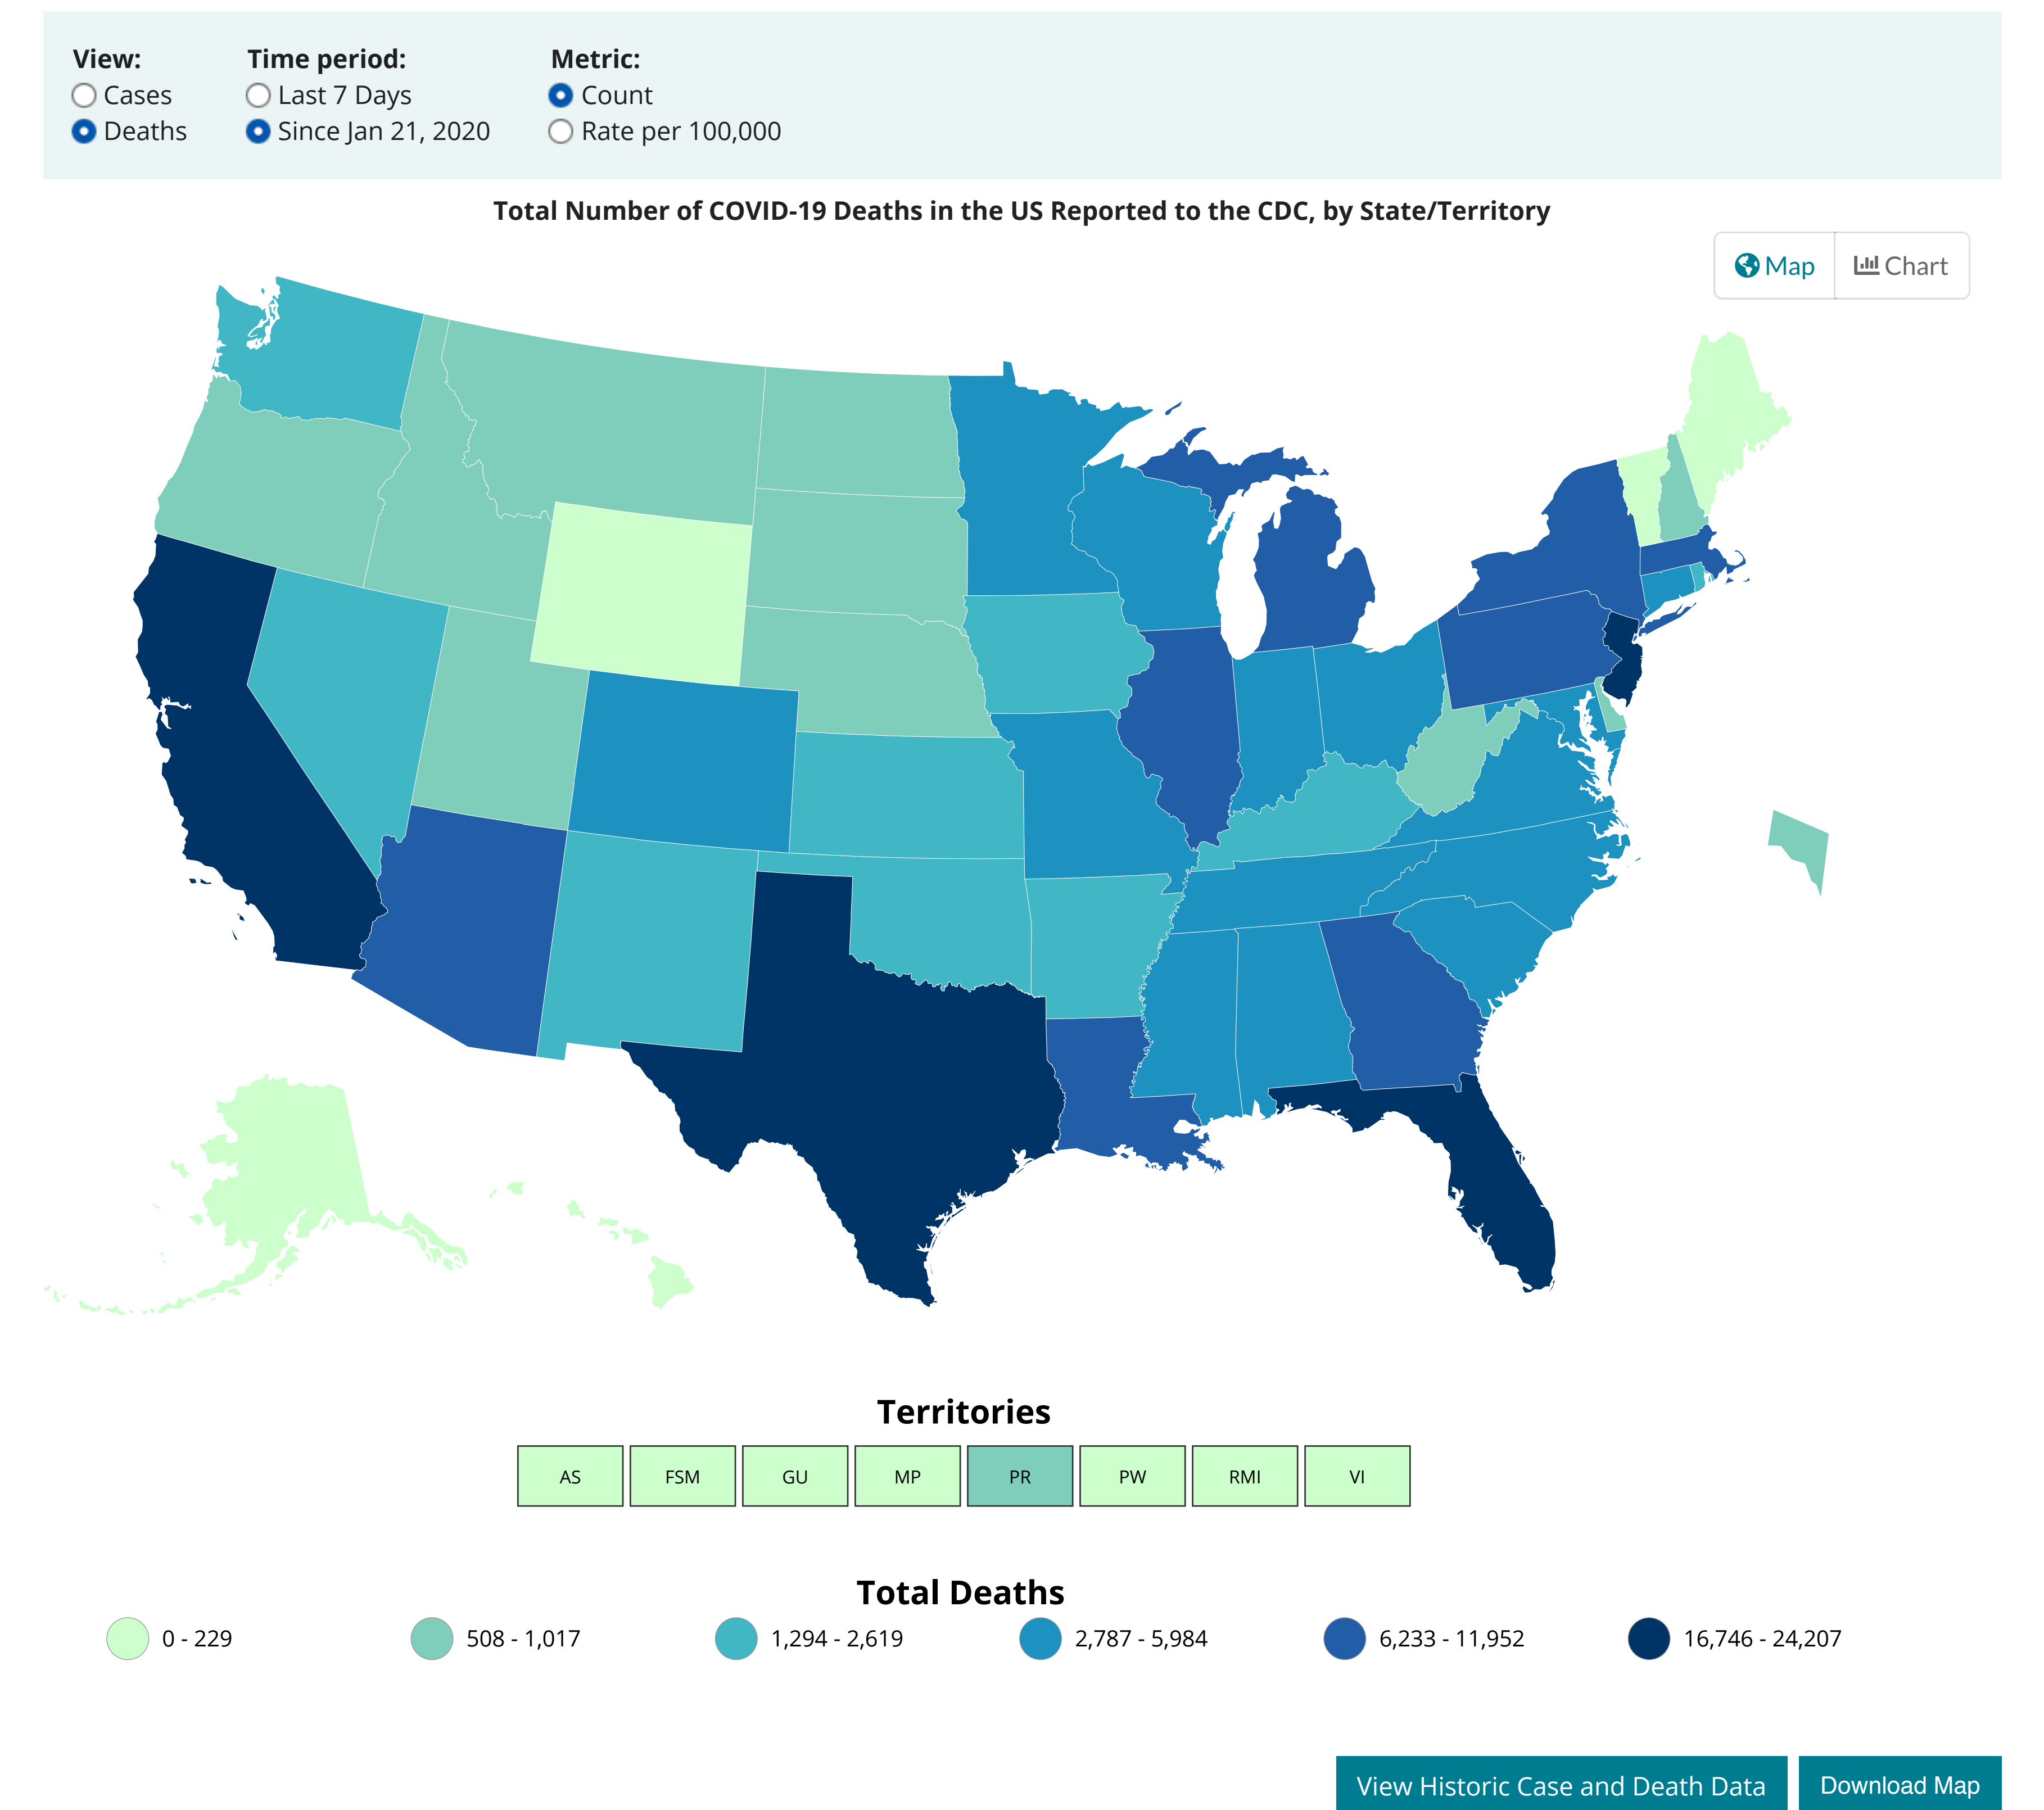 View:
Cases
Deaths
Time period:
Last 7 Days
Since Jan 21, 2020
Metric:
Count
Rate per 100,000
Total Number of COVID-19 Deaths in the US Reported to the CDC, by State/Territory
Map
Chart
Territories
AS
FSM
GU
MP
PR
PW
RMI
VI
Total Deaths
0 - 229
508 - 1,017
1,294 - 2,619
2,787 - 5,984
6,233 - 11,952
16,746 - 24,207
View Historic Case and Death Data
Download Map